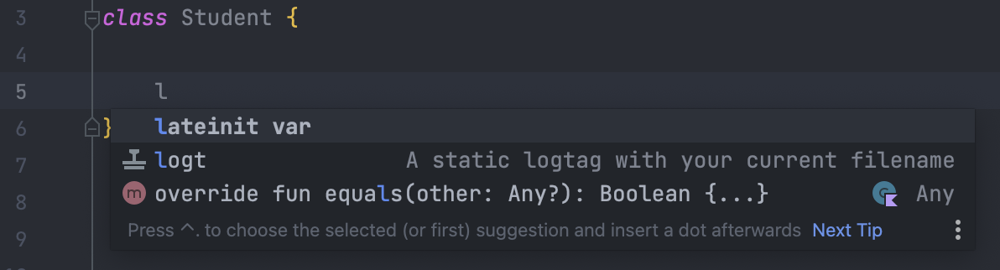 3 class Student {
4
5 l
6 }
lateinit var
7 logt A static logtag with your current filename
8 m override fun equals(other: Any?): Boolean {...} Any
9 Press ^. to choose the selected (or first) suggestion and insert a dot afterwards Next Tip